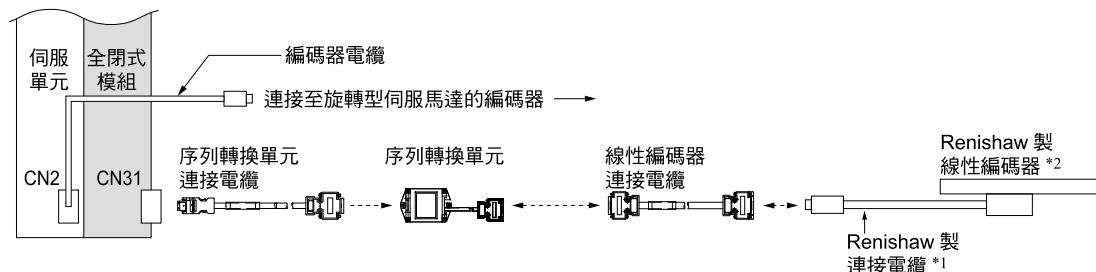 伺服
單元
全閉式
模組
編碼器電纜
連接至旋轉型伺服馬達的編碼器
CN2
CN31
序列轉換單元
連接電纜
序列轉換單元
線性編碼器
連接電纜
Renishaw 製
線性編碼器 *2
Renishaw 製
連接電纜 *1